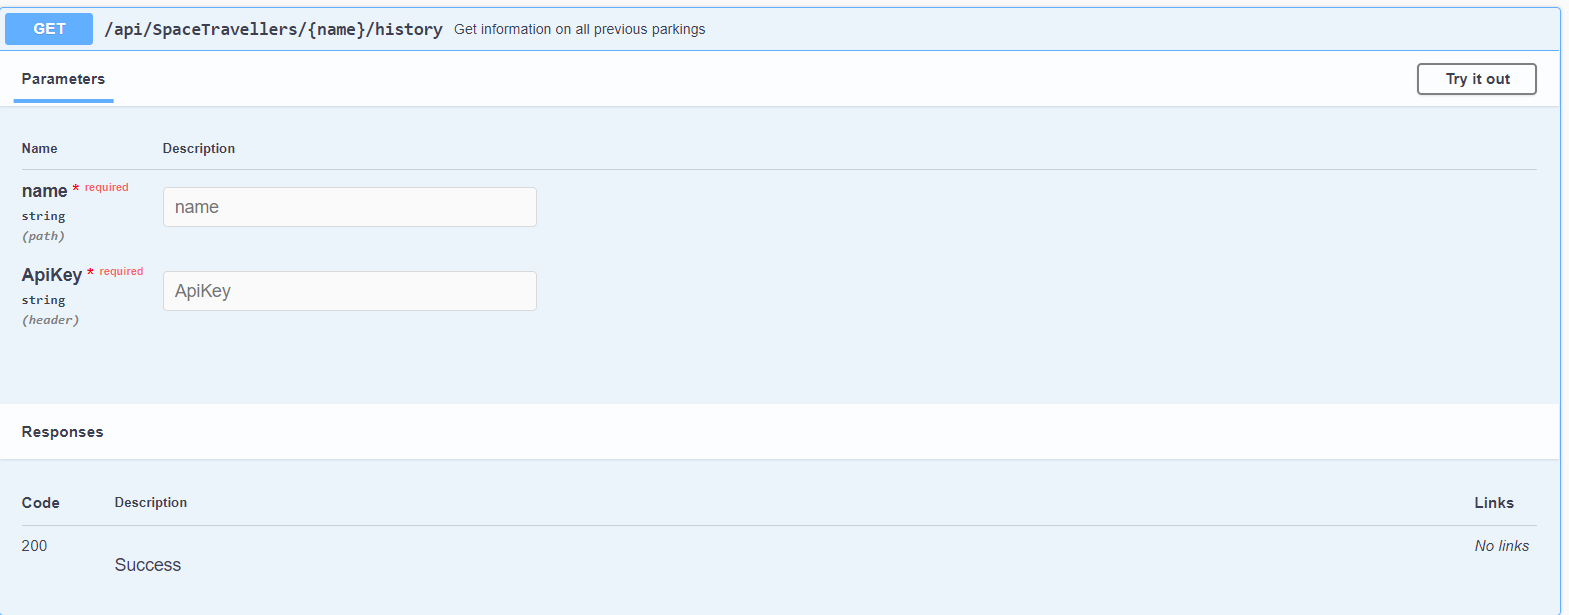 GET /api/SpaceTravellers/{name}/history Get information on all previous parkings
Parameters
Try it out
Name Description
name * required
string
(path)
name
ApiKey * required
string
(header)
ApiKey
Responses
Code Description Links
200 Success No links